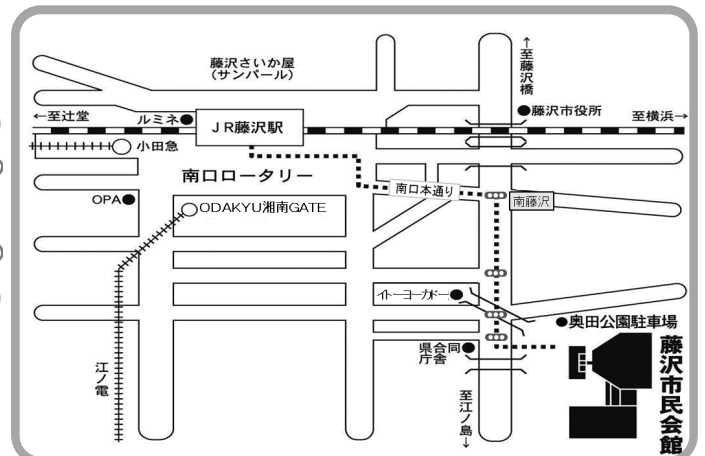 ↑至藤沢橋
藤沢さいか屋
(サンパール)
←至辻堂
ルミネ
JR藤沢駅
藤沢市役所
至横浜→
小田急
南口ロータリー
南口本通り
南藤沢
OPA
ODAKYU湘南GATE
イトーヨーカドー
奥田公園駐車場
県合同
庁舎
江ノ電
至江ノ島→
藤沢市民会館